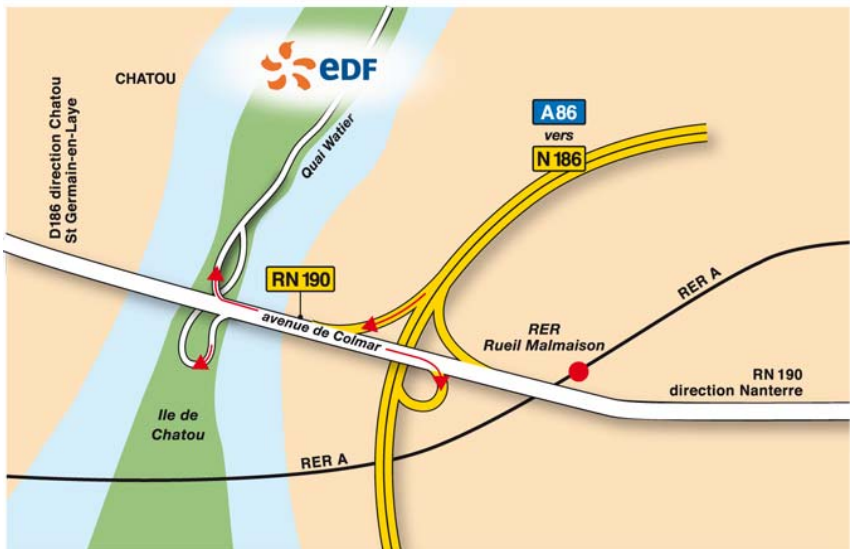 CHATOU
eDF
D186 direction Chatou
St Germain-en-Laye
Quai Watier
A86
vers
N 186
RN 190
avenue de Colmar
RER A
RER
Rueil Malmaison
RN 190
direction Nanterre
Ile de
Chatou
RER A